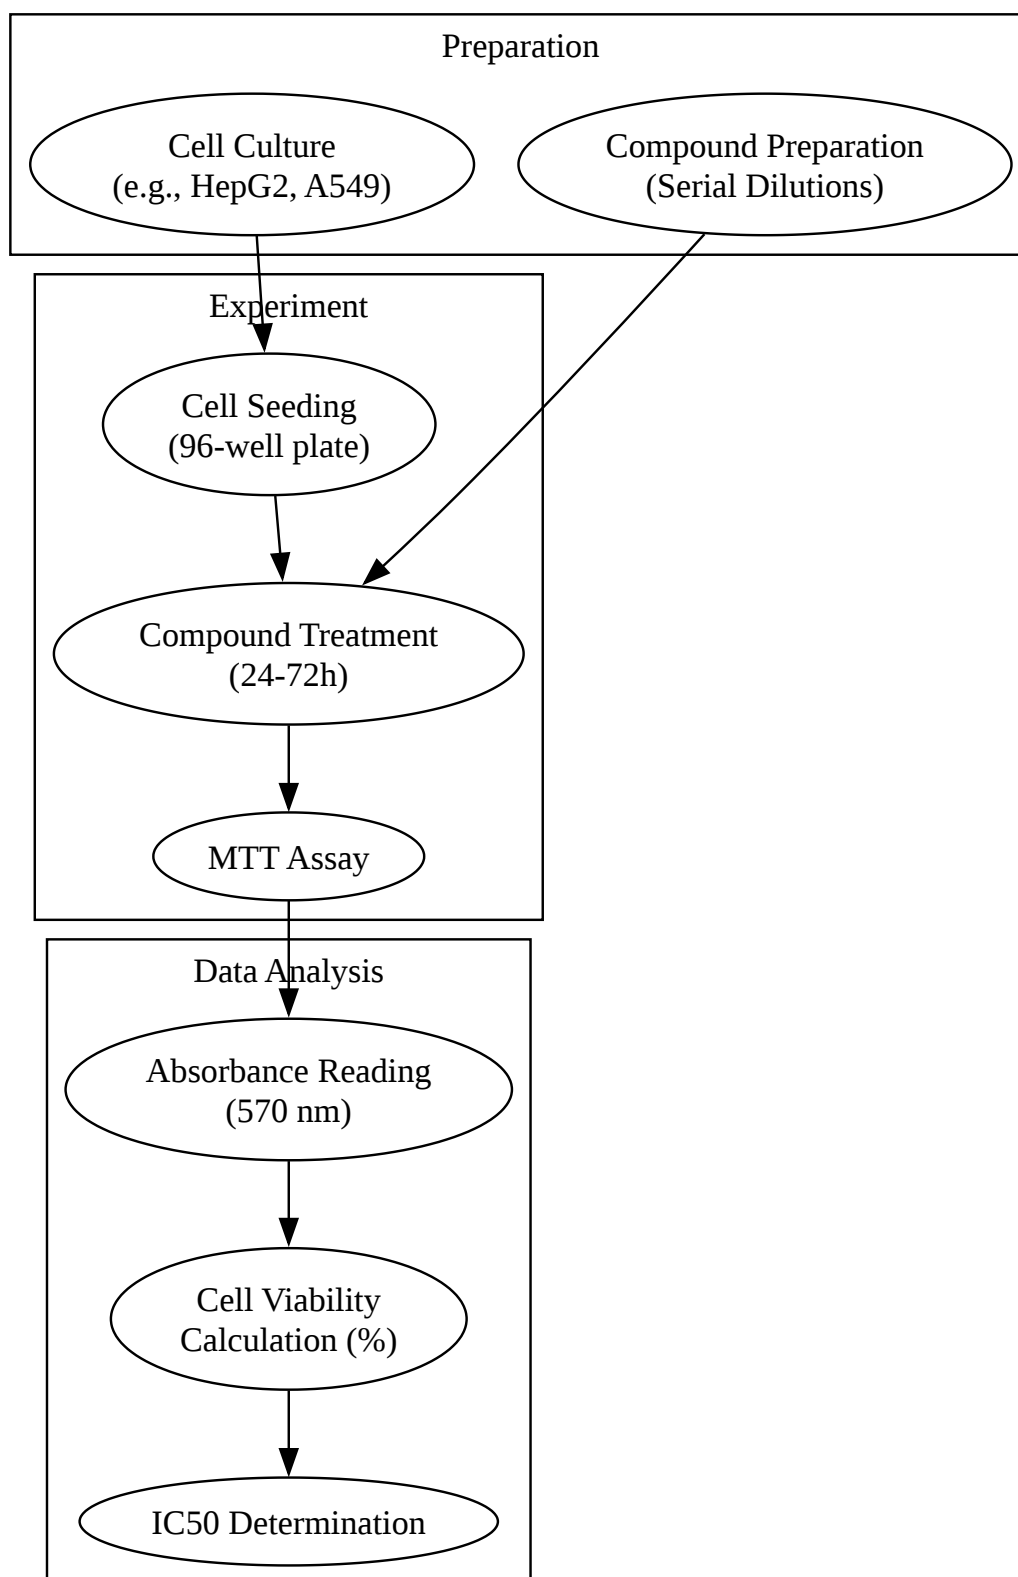 Preparation
Cell Culture
(e.g., HepG2, A549)
Compound Preparation
(Serial Dilutions)
Experiment
Cell Seeding
(96-well plate)
Compound Treatment
(24-72h)
MTT Assay
Data Analysis
Absorbance Reading
(570 nm)
Cell Viability
Calculation (%)
IC50 Determination